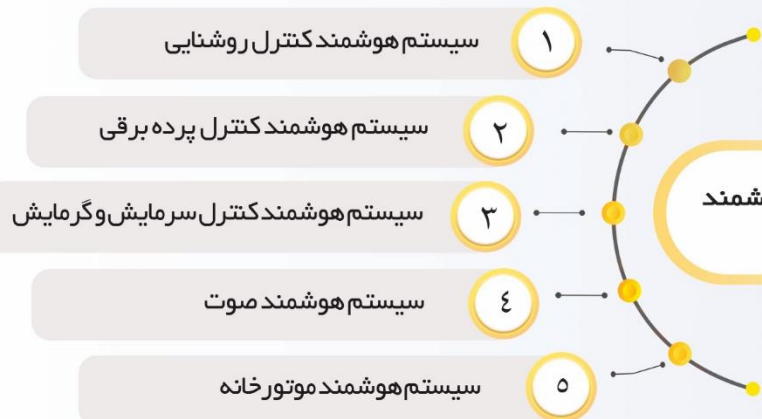 ۱ سیستم هوشمند کنترل روشنایی
۲ سیستم هوشمند کنترل پرده برقی
۳ سیستم هوشمند کنترل سرمایش و گرمایش
٤ سیستم هوشمند صوت
٥ سیستم هوشمند موتورخانه